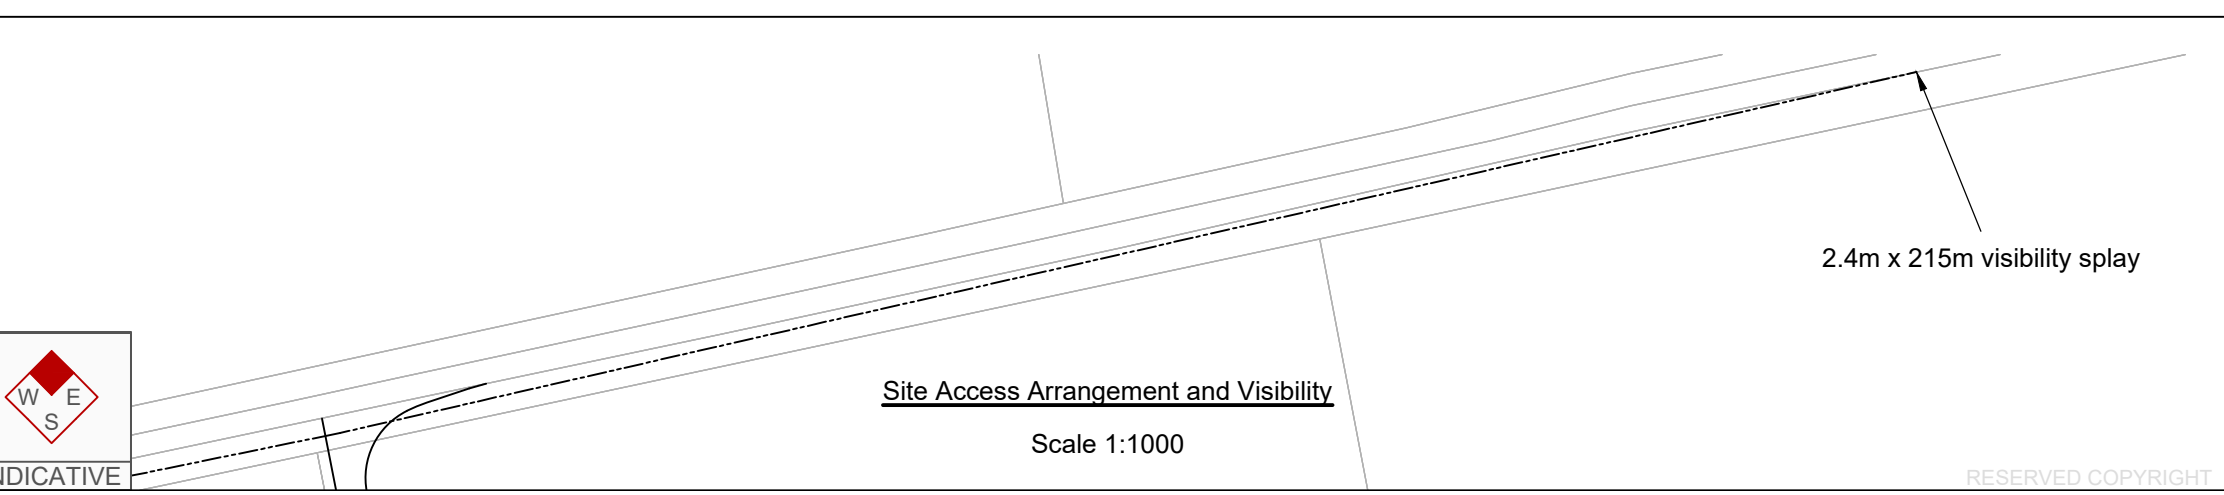 2.4m x 215m visibility splay
Site Access Arrangement and Visibility
Scale 1:1000
W E
S
NDICATIVE
RESERVED COPYRIGHT